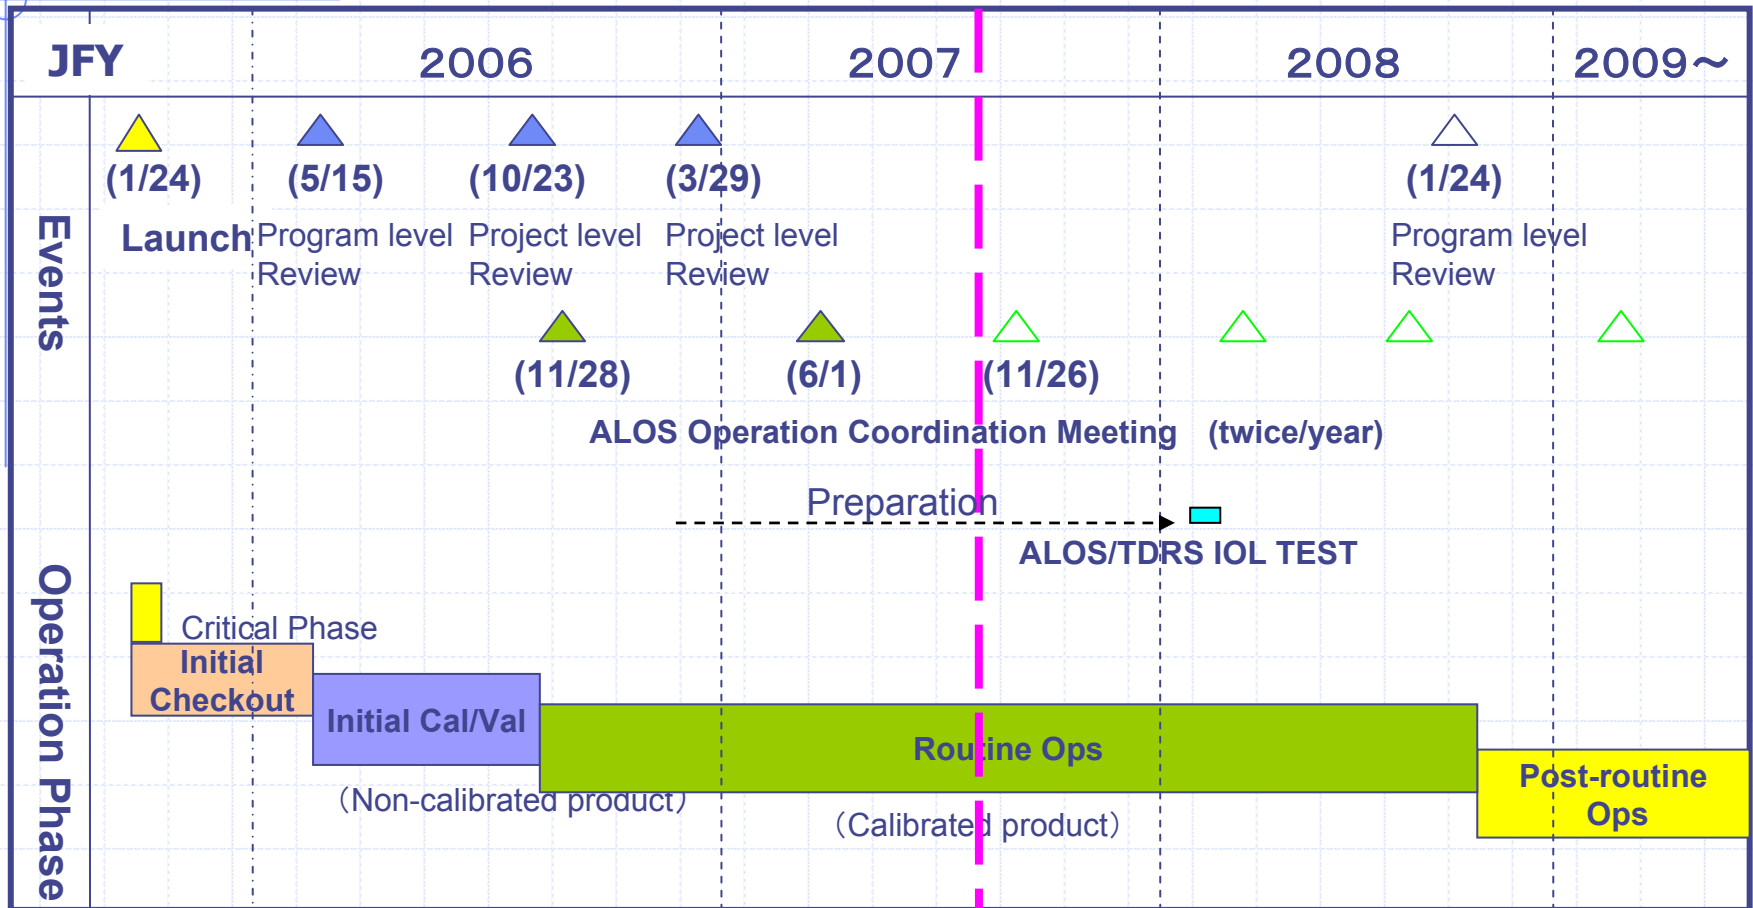 JFY 2006 2007 2008 2009～
Events
(1/24) (5/15) (10/23) (3/29) (1/24)
Launch Program level Project level Project level Program level
Review Review Review Review
(11/28) (6/1) (11/26)
ALOS Operation Coordination Meeting (twice/year)
Preparation
ALOS/TDRS IOL TEST
Operation Phase
Critical Phase
Initial
Checkout
Initial Cal/Val
Routine Ops
Post-routine
Ops
（Non-calibrated product）
（Calibrated product）